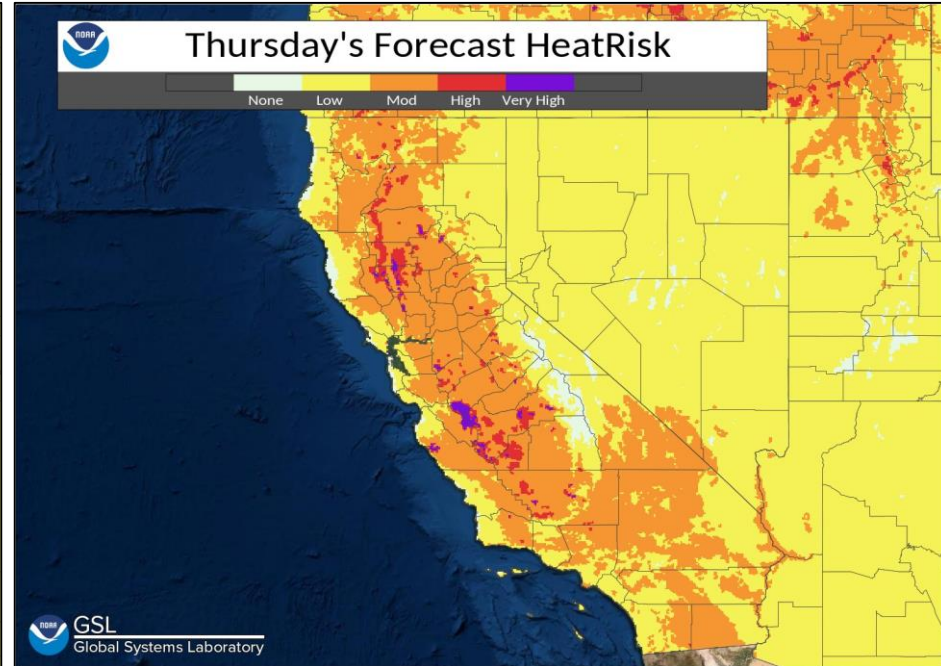 NOAA
Thursday's Forecast HeatRisk
None Low Mod High Very High
NOAA
GSL
Global Systems Laboratory